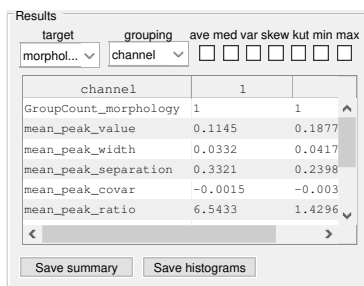 Results
target grouping ave med var skew kut min max
morphol... channel
channel 1
GroupCount_morphology 1 1
mean_peak_value 0.1145 0.1877
mean_peak_width 0.0332 0.0417
mean_peak_separation 0.3321 0.2398
mean_peak_covar -0.0015 -0.003
mean_peak_ratio 6.5433 1.4296
Save summary Save histograms